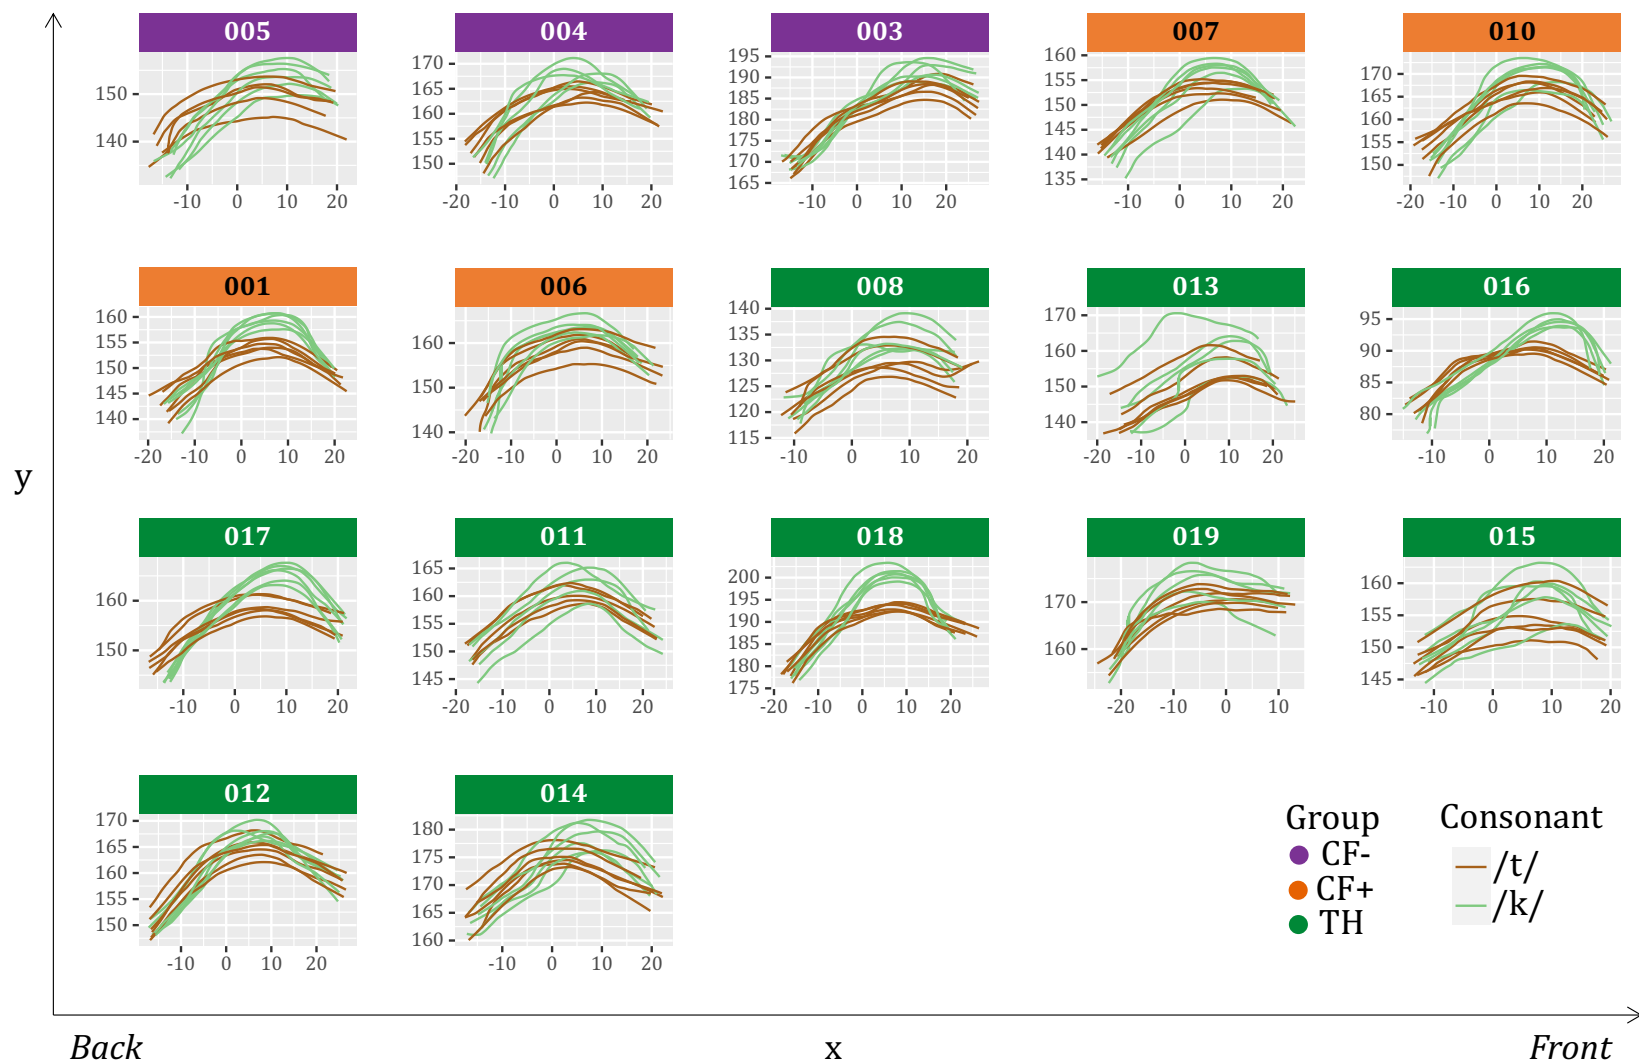 005 004 003 007 010
150
140
-10 0 10 20
170
165
160
155
150
-20 -10 0 10 20
195
190
185
180
175
170
165
-10 0 10 20
160
155
150
145
140
135
-10 0 10 20
170
165
160
155
150
-20 -10 0 10 20
001 006 008 013 016
160
155
150
145
140
-20 -10 0 10 20
160
150
140
-20 -10 0 10 20
140
135
130
125
120
115
-10 0 10 20
170
160
150
140
-20 -10 0 10 20
95
90
85
80
-10 0 10 20
y
017 011 018 019 015
160
150
-10 0 10 20
165
160
155
150
145
-20 -10 0 10 20
200
195
190
185
180
175
-20 -10 0 10 20
170
160
-20 -10 0 10
160
155
150
145
-10 0 10 20
012 014
170
165
160
155
150
-10 0 10 20
180
175
170
165
160
-10 0 10 20
Group
CF-
CF+
TH
Consonant
/t/
/k/
Back x Front